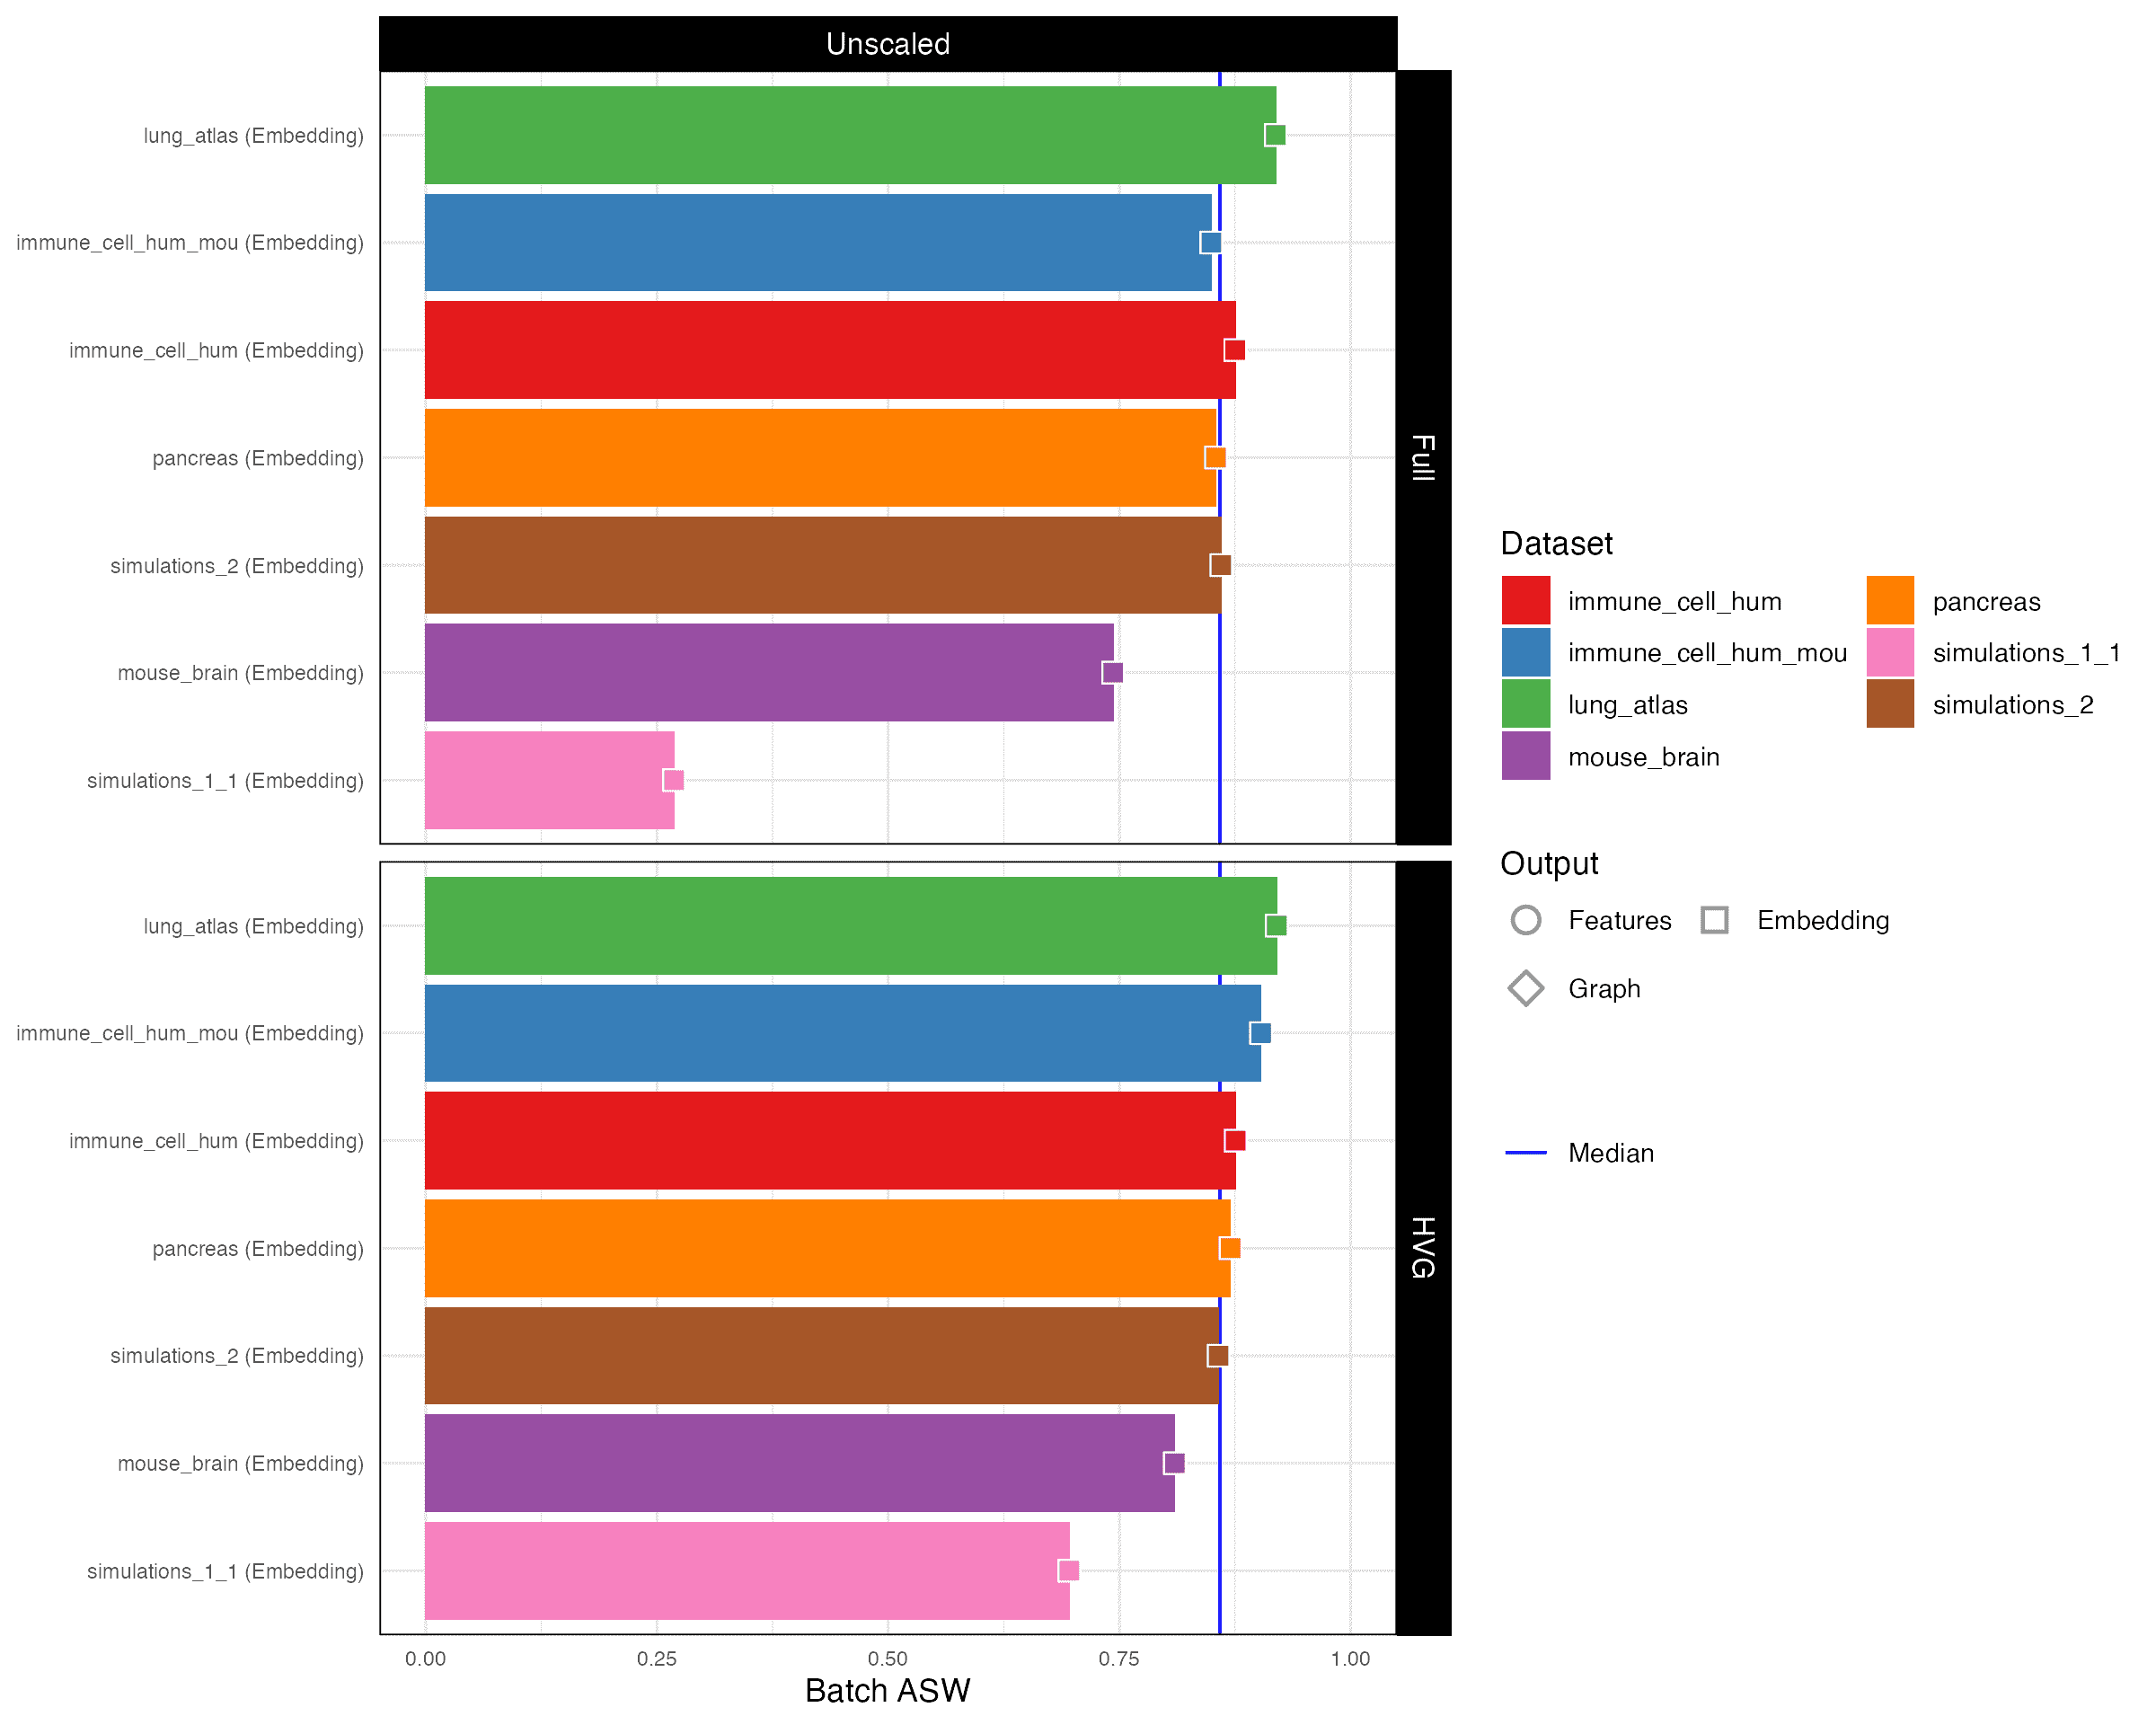 Unscaled
lung_atlas (Embedding)
immune_cell_hum_mou (Embedding)
immune_cell_hum (Embedding)
pancreas (Embedding)
simulations_2 (Embedding)
mouse_brain (Embedding)
simulations_1_1 (Embedding)
Full
lung_atlas (Embedding)
immune_cell_hum_mou (Embedding)
immune_cell_hum (Embedding)
pancreas (Embedding)
simulations_2 (Embedding)
mouse_brain (Embedding)
simulations_1_1 (Embedding)
HVG
0.00 0.25 0.50 0.75 1.00
Batch ASW
Dataset
immune_cell_hum pancreas
immune_cell_hum_mou simulations_1_1
lung_atlas simulations_2
mouse_brain
Output
Features Embedding
Graph
Median